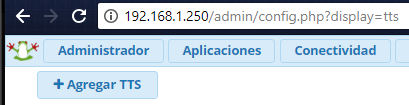 192.168.1.250/admin/config.php?display=tts
Administrador Aplicaciones Conectividad
+ Agregar TTS